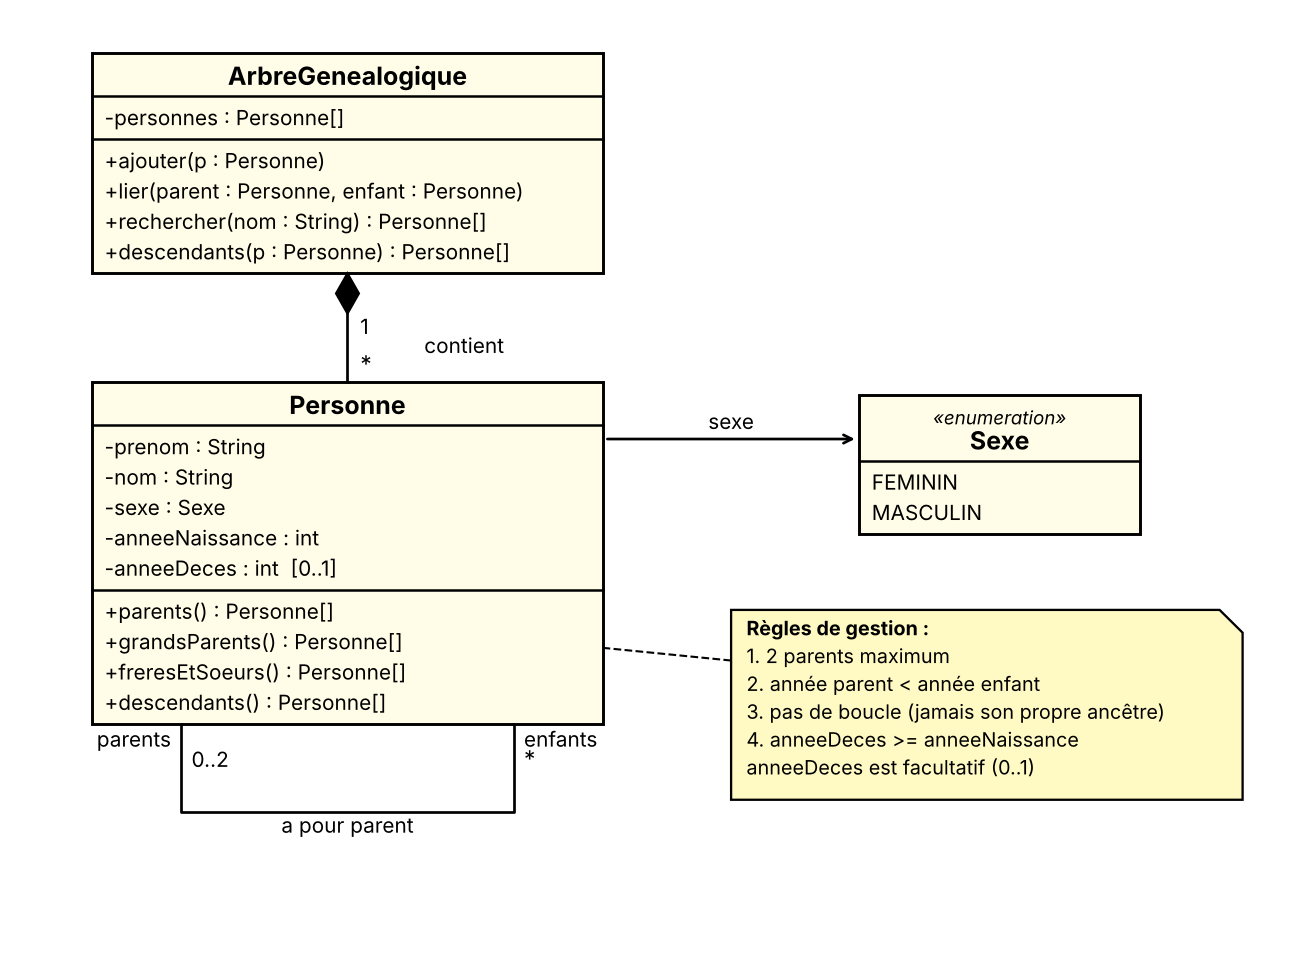 ArbreGenealogique
-personnes : Personne[]
+ajouter(p : Personne)
+lier(parent : Personne, enfant : Personne)
+rechercher(nom : String) : Personne[]
+descendants(p : Personne) : Personne[]
1
contient
*
Personne
-prenom : String
-nom : String
-sexe : Sexe
-anneeNaissance : int
-anneeDeces : int  [0..1]
+parents() : Personne[]
+grandsParents() : Personne[]
+freresEtSoeurs() : Personne[]
+descendants() : Personne[]
sexe
«enumeration»
Sexe
FEMININ
MASCULIN
Règles de gestion :
1. 2 parents maximum
2. année parent < année enfant
3. pas de boucle (jamais son propre ancêtre)
4. anneeDeces >= anneeNaissance
anneeDeces est facultatif (0..1)
parents
0..2
enfants
*
a pour parent